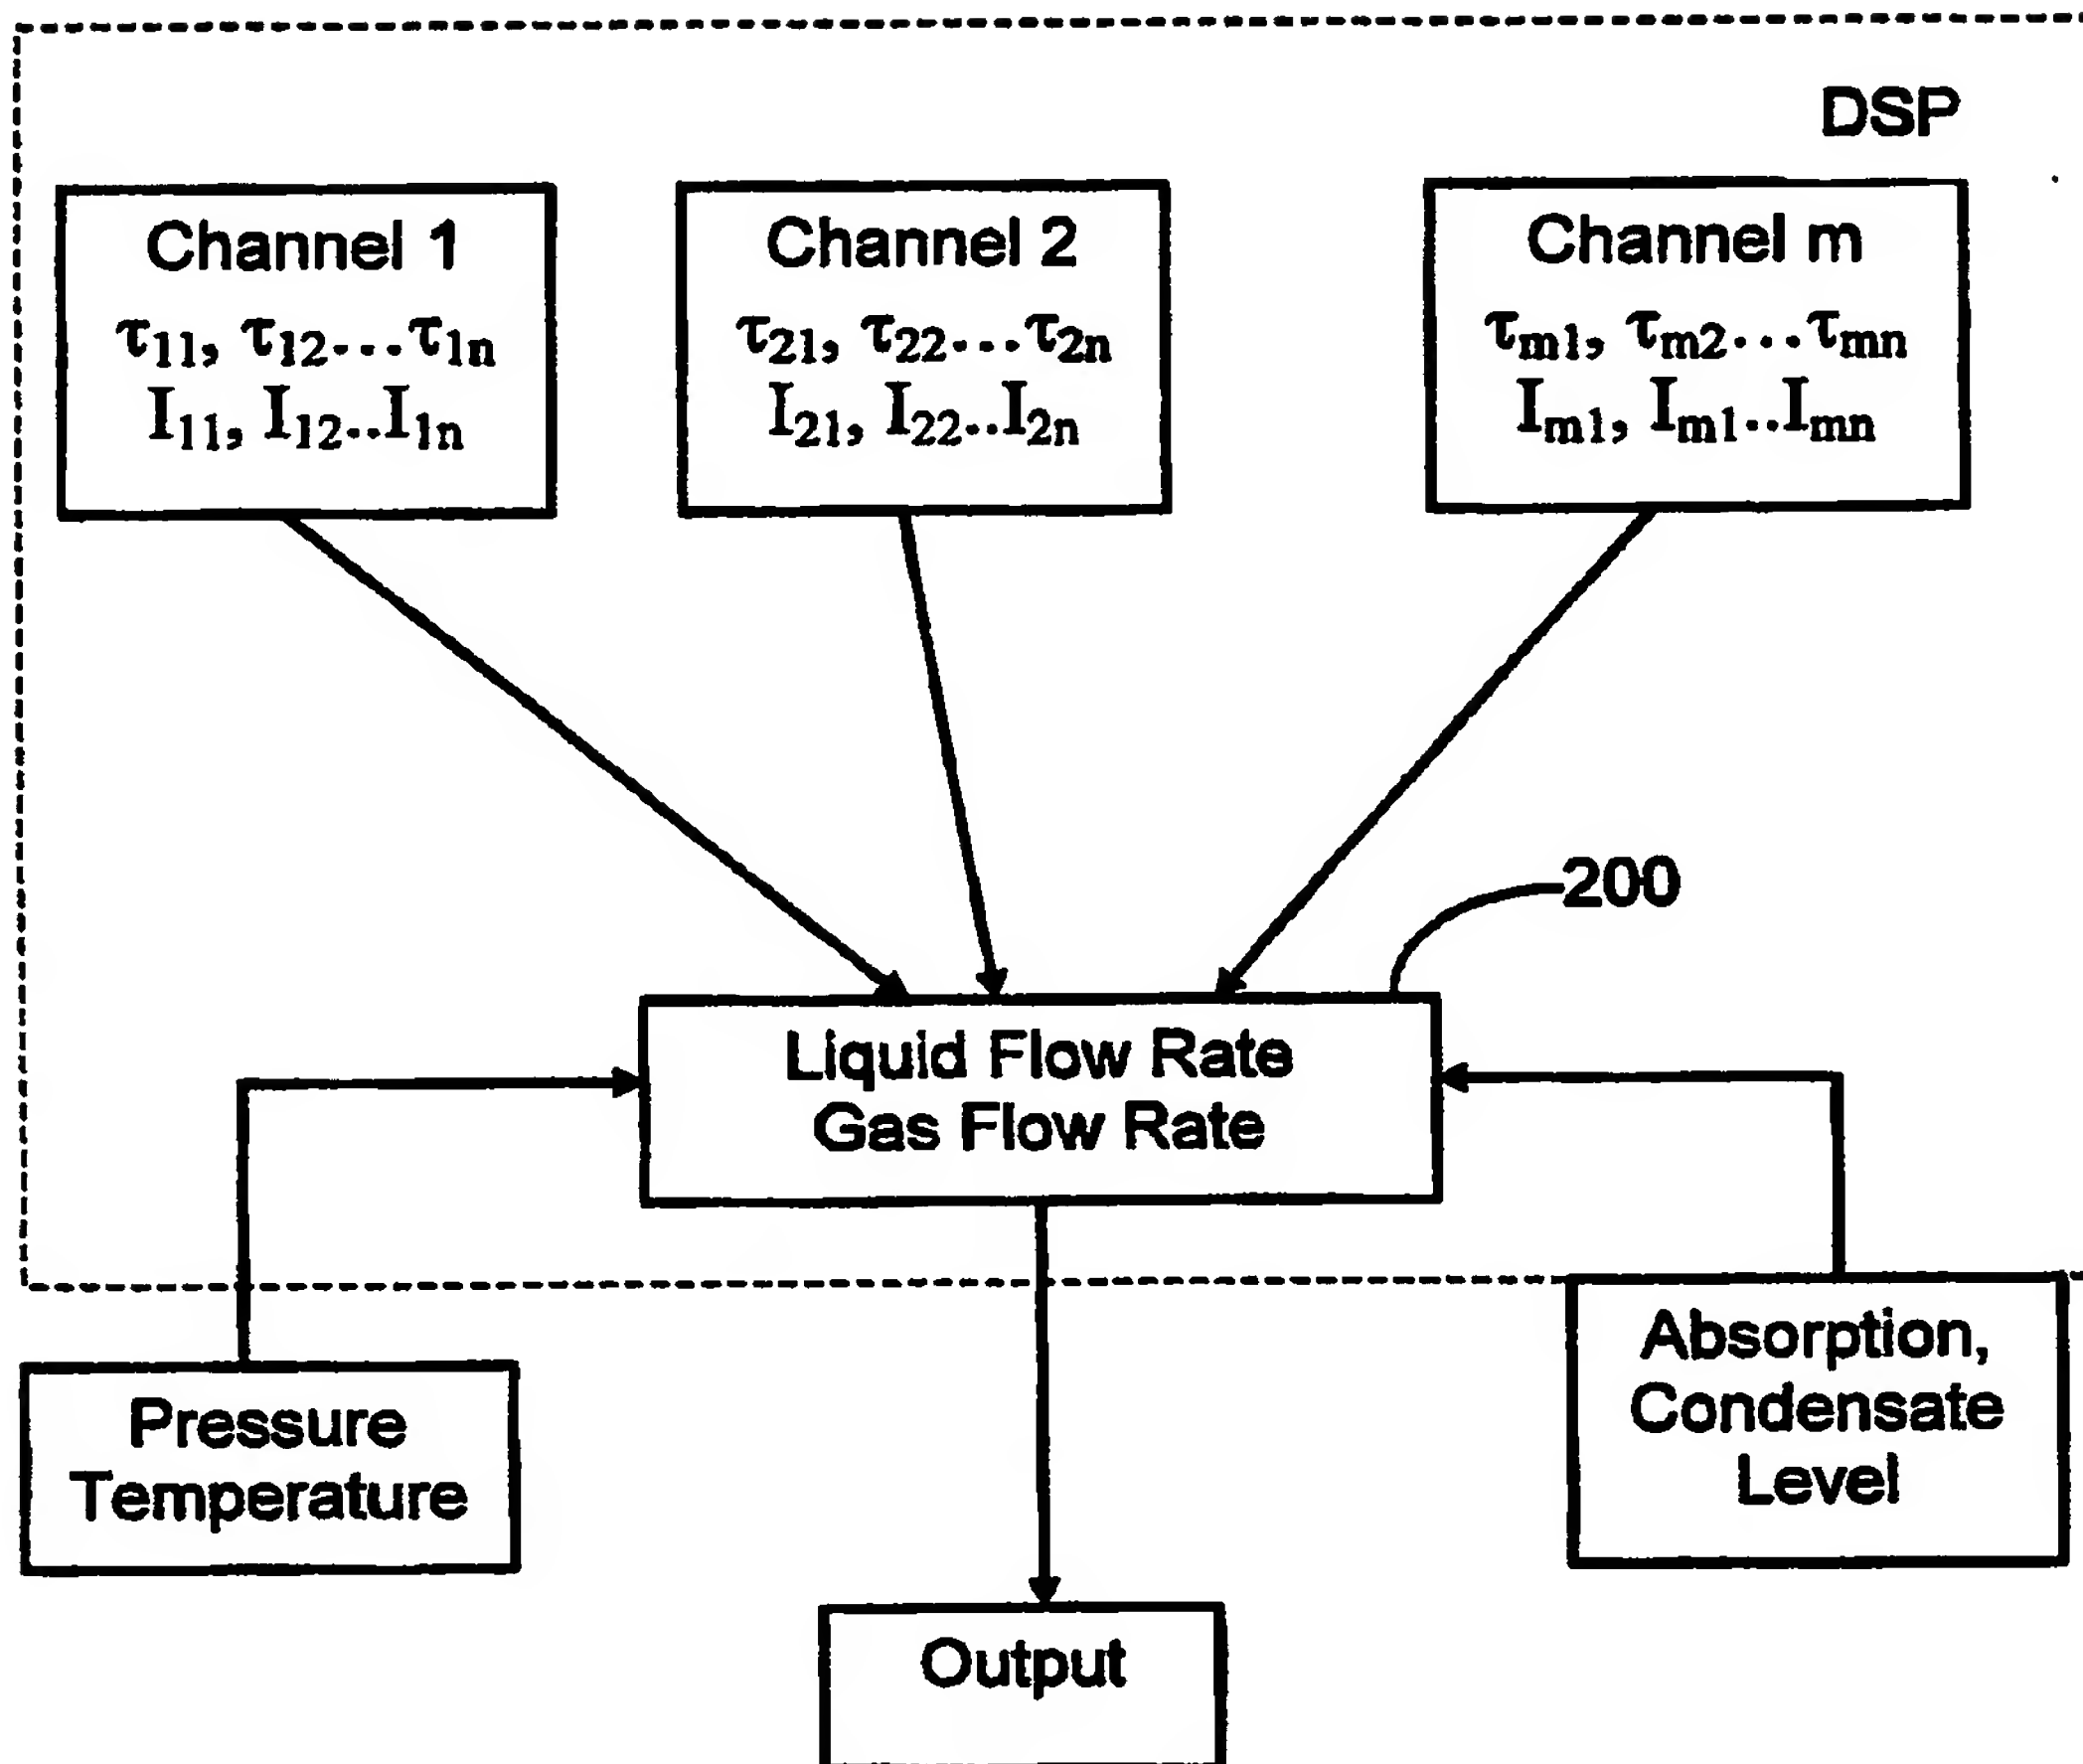 DSP
Channel 1
τ11, τ12...τ1n
I11, I12..I1n
Channel 2
τ21, τ22...τ2n
I21, I22..I2n
Channel m
τm1, τm2...τmn
Im1, Im1..Imn
200
Liquid Flow Rate
Gas Flow Rate
Pressure
Temperature
Absorption,
Condensate
Level
Output